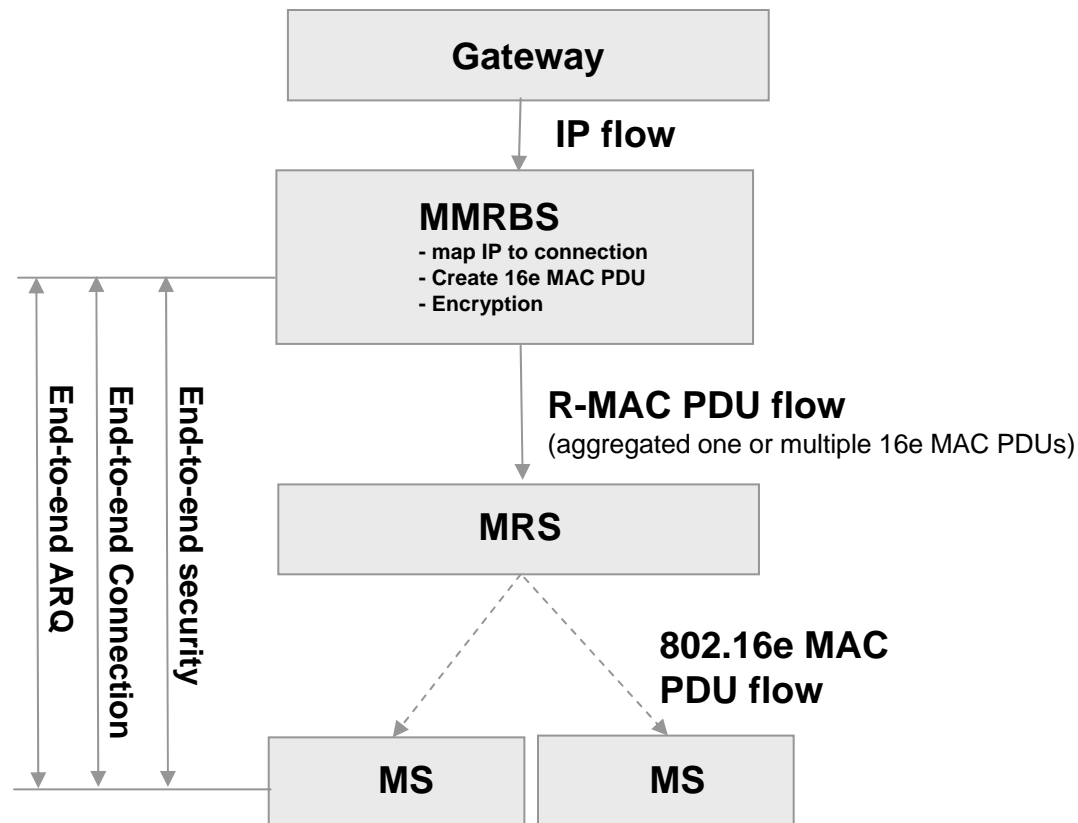 Gateway
IP flow
MMRBS
- map IP to connection
- Create 16e MAC PDU
- Encryption
End-to-end ARQ
End-to-end Connection
End-to-end security
R-MAC PDU flow
(aggregated one or multiple 16e MAC PDUs)
MRS
802.16e MAC
PDU flow
MS
MS